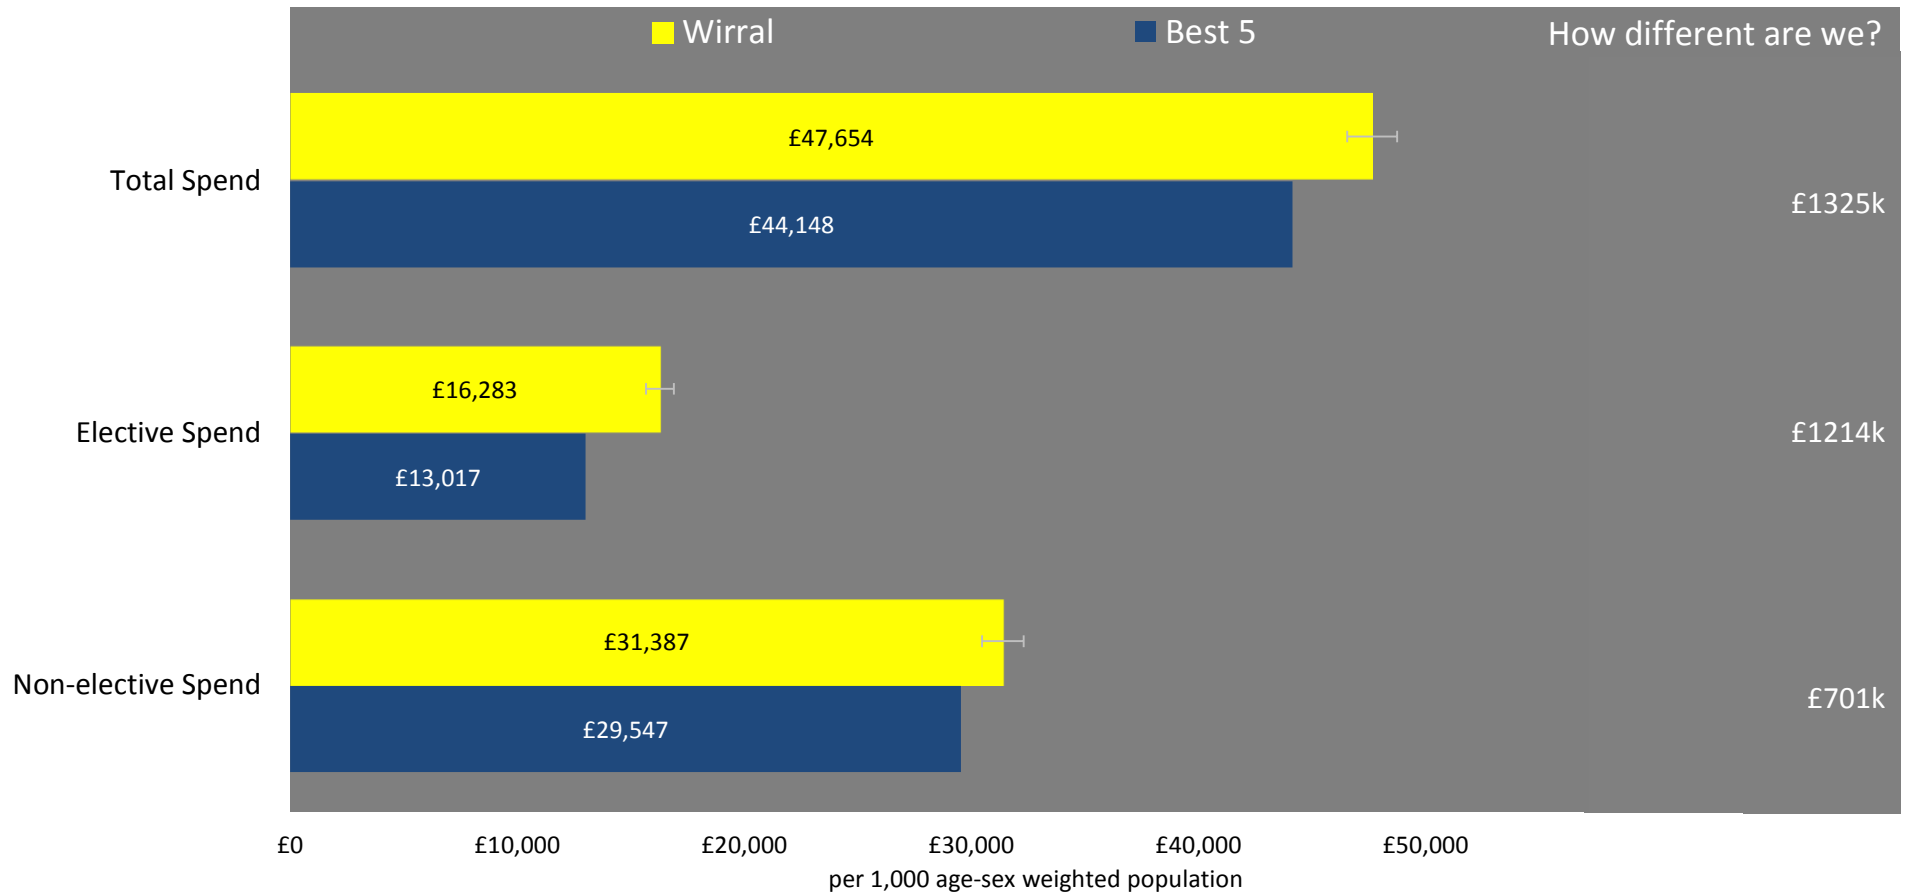 Wirral Best 5 How different are we?
Total Spend £47,654
£44,148 £1325k
Elective Spend £16,283
£13,017 £1214k
Non-elective Spend £31,387
£29,547 £701k
£0 £10,000 £20,000 £30,000 £40,000 £50,000
per 1,000 age-sex weighted population